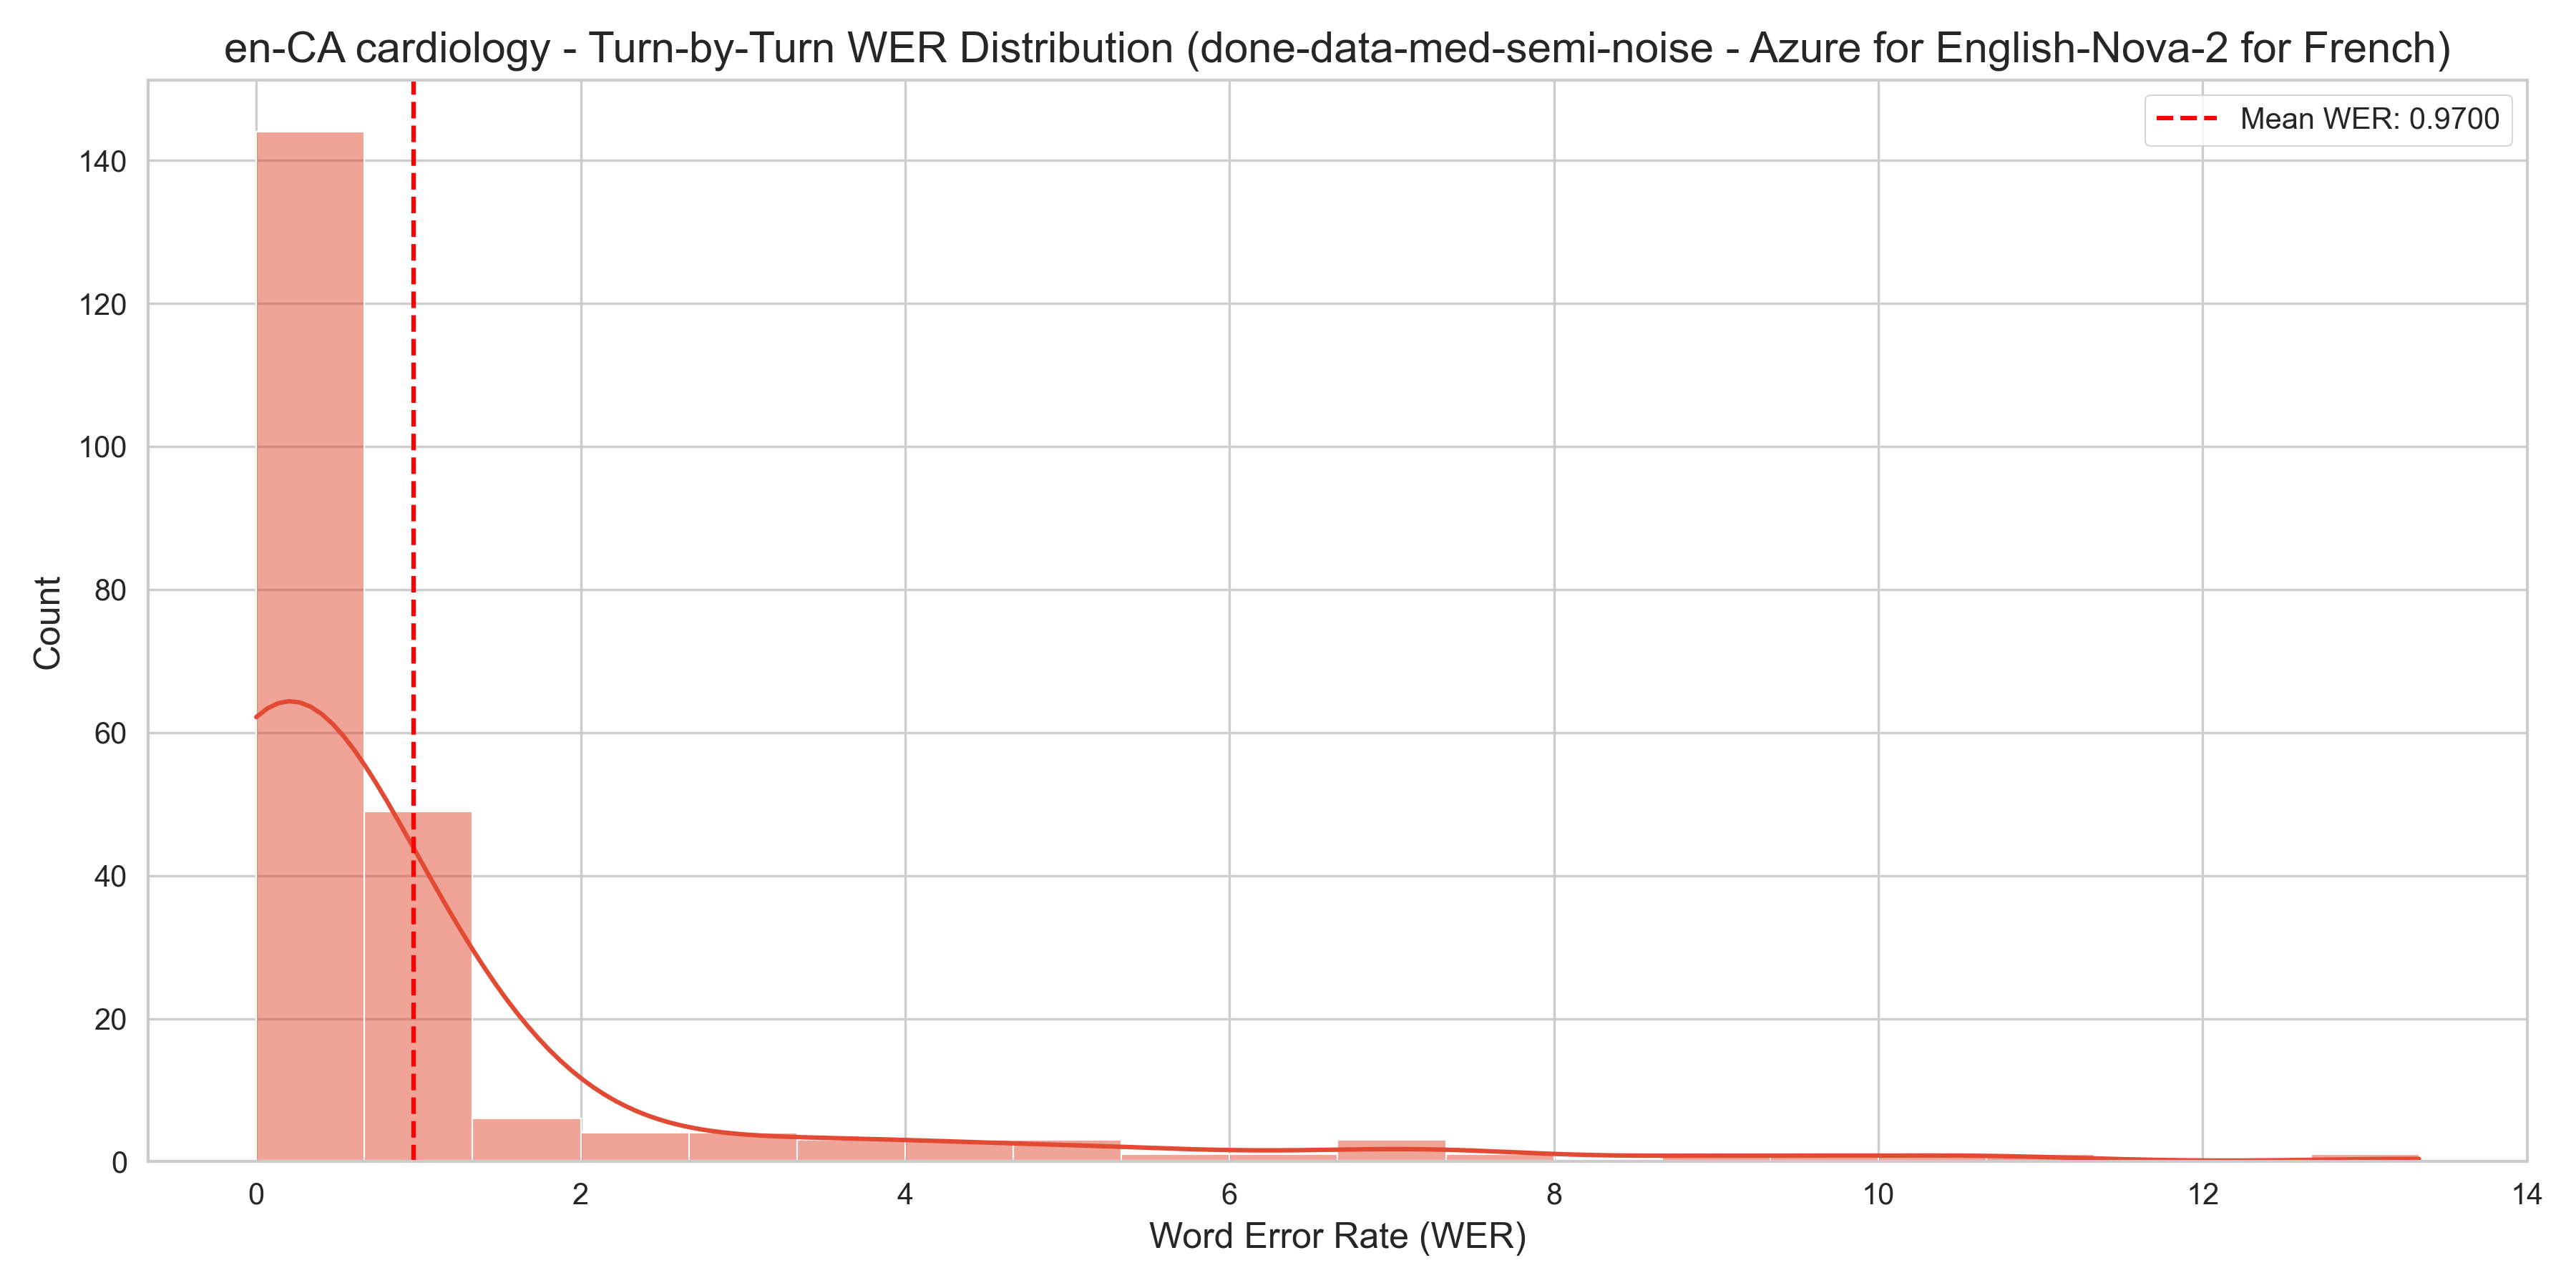 en-CA cardiology - Turn-by-Turn WER Distribution (done-data-med-semi-noise - Azure for English-Nova-2 for French)
Mean WER: 0.9700
140
120
100
80
60
40
20
0
Count
0 2 4 6 8 10 12 14
Word Error Rate (WER)